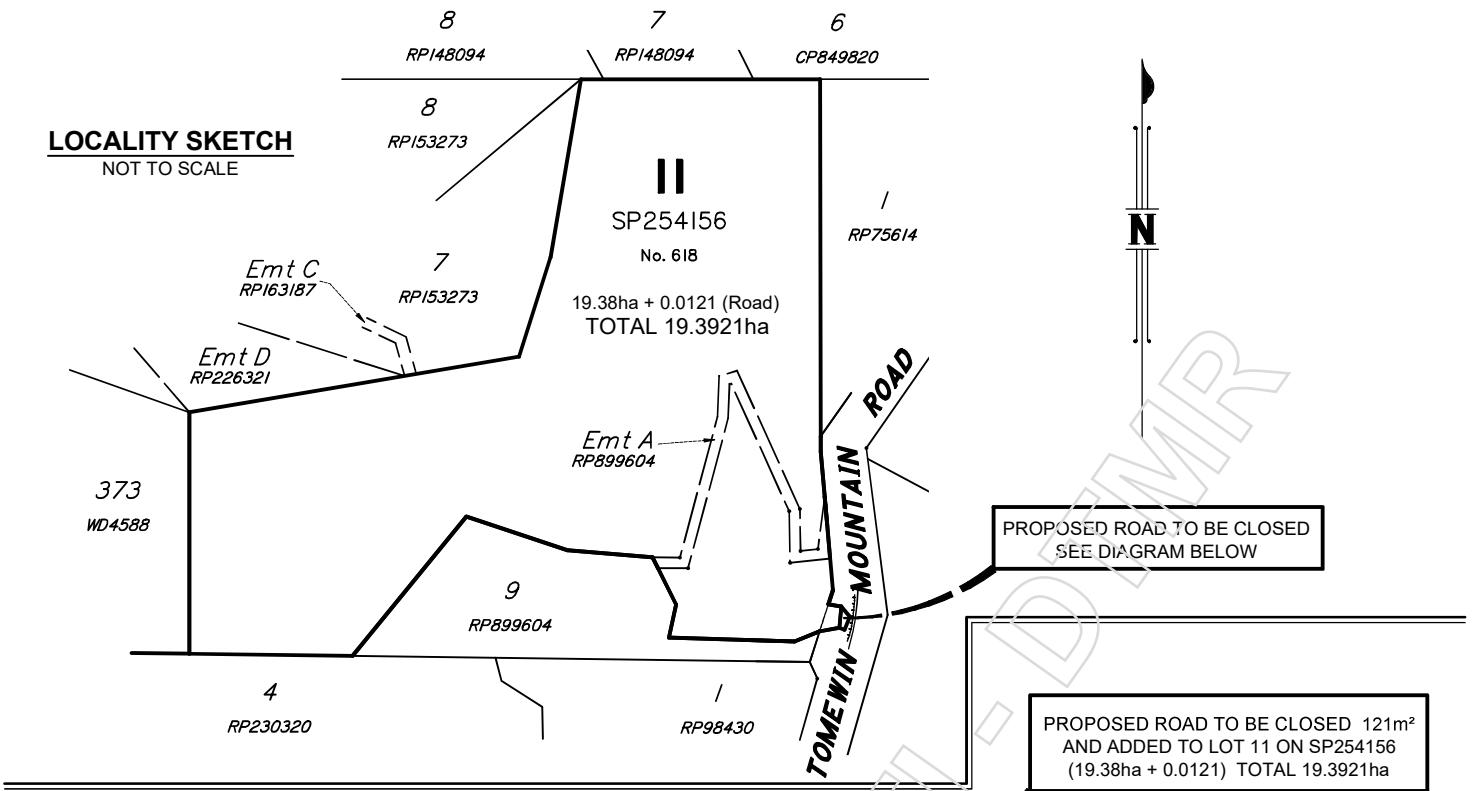 8
RP148094
7
RP148094
6
CP849820
LOCALITY SKETCH
NOT TO SCALE
8
RP153273
11
SP254156
No. 618
19.38ha + 0.0121 (Road)
TOTAL 19.3921ha
1
RP75614
N
Emt C
RP163187
7
RP153273
Emt D
RP226321
Emt A
RP899604
373
WD4588
9
RP899604
TOMEWIN MOUNTAIN ROAD
PROPOSED ROAD TO BE CLOSED
SEE DIAGRAM BELOW
4
RP230320
1
RP98430
PROPOSED ROAD TO BE CLOSED 121m²
AND ADDED TO LOT 11 ON SP254156
(19.38ha + 0.0121) TOTAL 19.3921ha
- DTMR